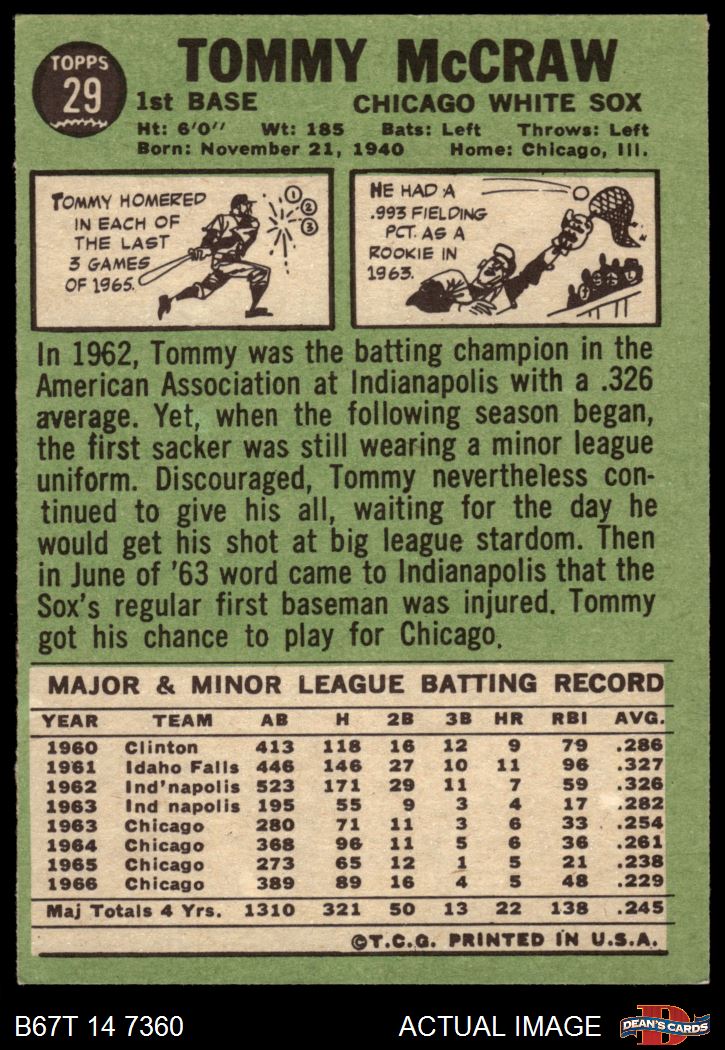 TOPPS
29
TOMMY McCRAW
1st BASE CHICAGO WHITE SOX
Ht: 6'0" Wt: 185 Bats: Left Throws: Left
Born: November 21, 1940 Home: Chicago, Ill.
TOMMY HOMERED
IN EACH OF
THE LAST
3 GAMES
OF 1965.
1
2
3
HE HAD A
.993 FIELDING
PCT. AS A
ROOKIE IN
1963.
In 1962, Tommy was the batting champion in the
American Association at Indianapolis with a .326
average. Yet, when the following season began,
the first sacker was still wearing a minor league
uniform. Discouraged, Tommy nevertheless con-
tinued to give his all, waiting for the day he
would get his shot at big league stardom. Then
in June of '63 word came to Indianapolis that the
Sox's regular first baseman was injured. Tommy
got his chance to play for Chicago.
MAJOR & MINOR LEAGUE BATTING RECORD
YEAR TEAM AB H 2B 3B HR RBI AVG.
1960 Clinton 413 118 16 12 9 79 .286
1961 Idaho Falls 446 146 27 10 11 96 .327
1962 Ind'napolis 523 171 29 11 7 59 .326
1963 Ind napolis 195 55 9 3 4 17 .282
1963 Chicago 280 71 11 3 6 33 .254
1964 Chicago 368 96 11 5 6 36 .261
1965 Chicago 273 65 12 1 5 21 .238
1966 Chicago 389 89 16 4 5 48 .229
Maj Totals 4 Yrs. 1310 321 50 13 22 138 .245
©T.C.G. PRINTED IN U.S.A.
B67T 14 7360 ACTUAL IMAGE
D
DEAN'S CARDS